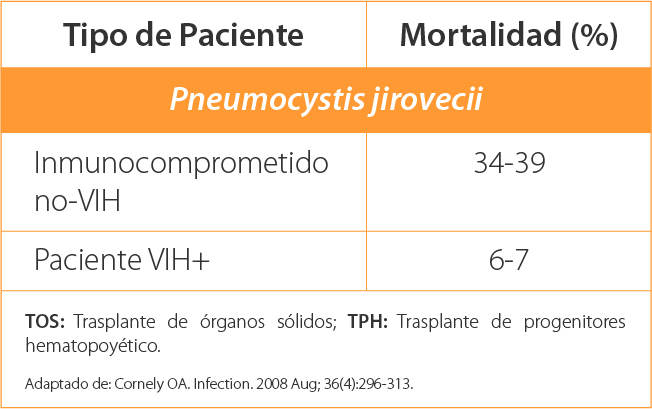 Tipo de Paciente Mortalidad (%)
Pneumocystis jirovecii
Inmunocomprometido 34-39
no-VIH
Paciente VIH+ 6-7
TOS: Trasplante de órganos sólidos; TPH: Trasplante de progenitores
hematopoyético.
Adaptado de: Cornely OA. Infection. 2008 Aug; 36(4):296-313.